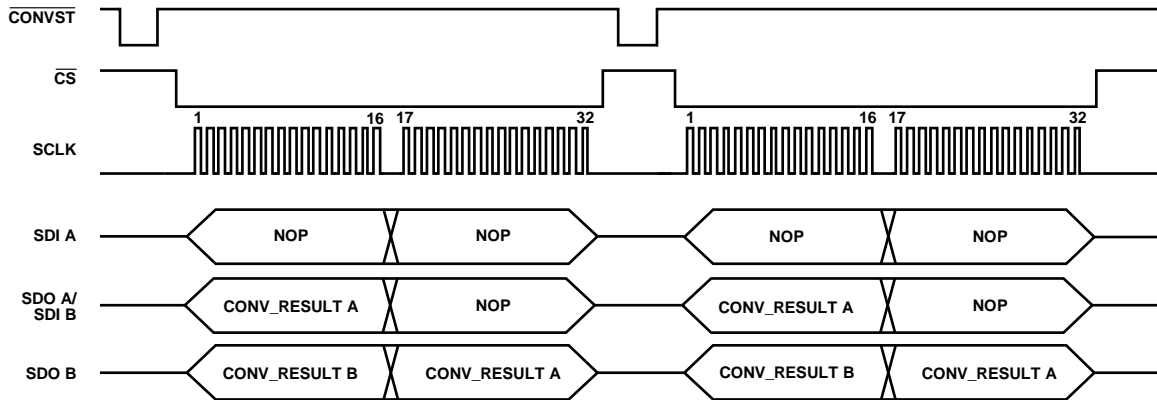 CONVST
CS
1 16 17 32 1 16 17 32
SCLK
SDI A NOP NOP NOP NOP
SDO A/
SDI B CONV_RESULT A NOP CONV_RESULT A NOP
SDO B CONV_RESULT B CONV_RESULT A CONV_RESULT B CONV_RESULT A